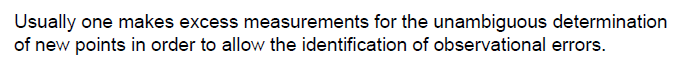 Usually one makes excess measurements for the unambiguous determination
of new points in order to allow the identification of observational errors.